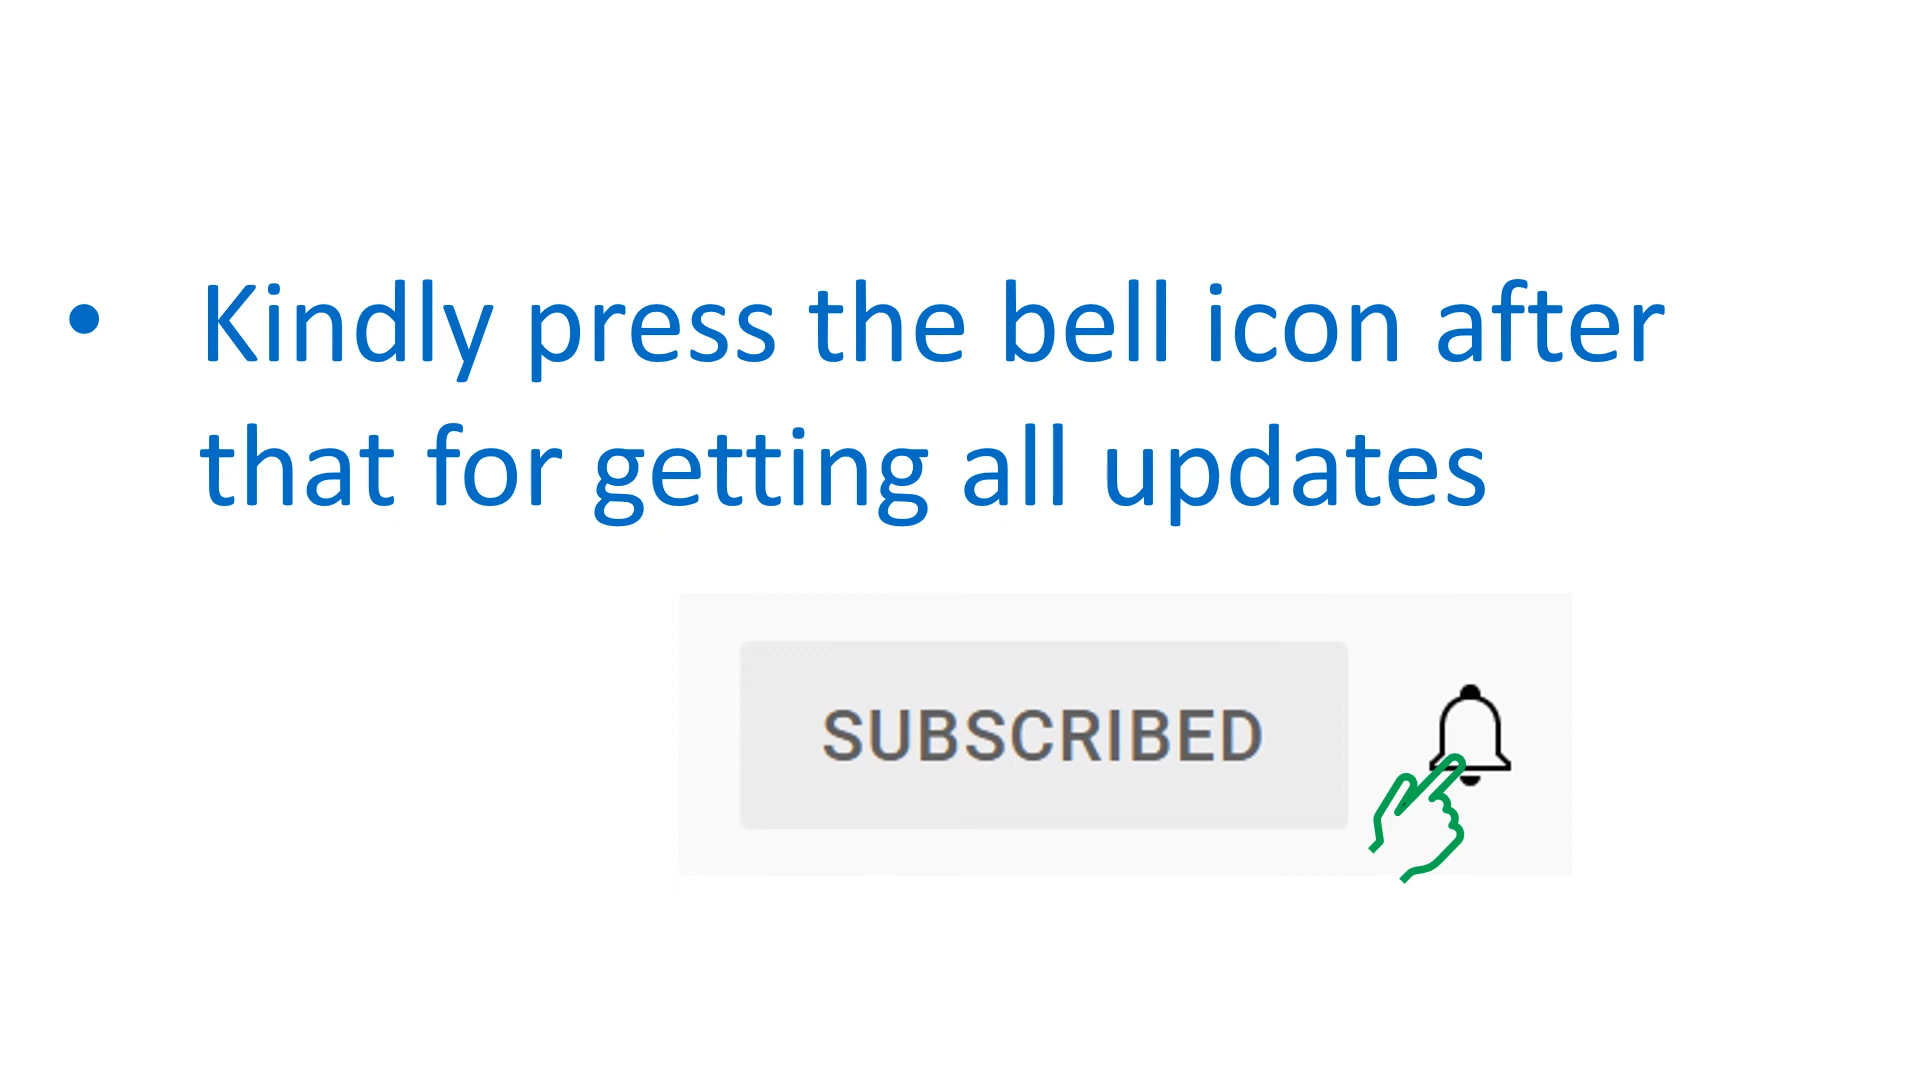 • Kindly press the bell icon after
that for getting all updates
SUBSCRIBED